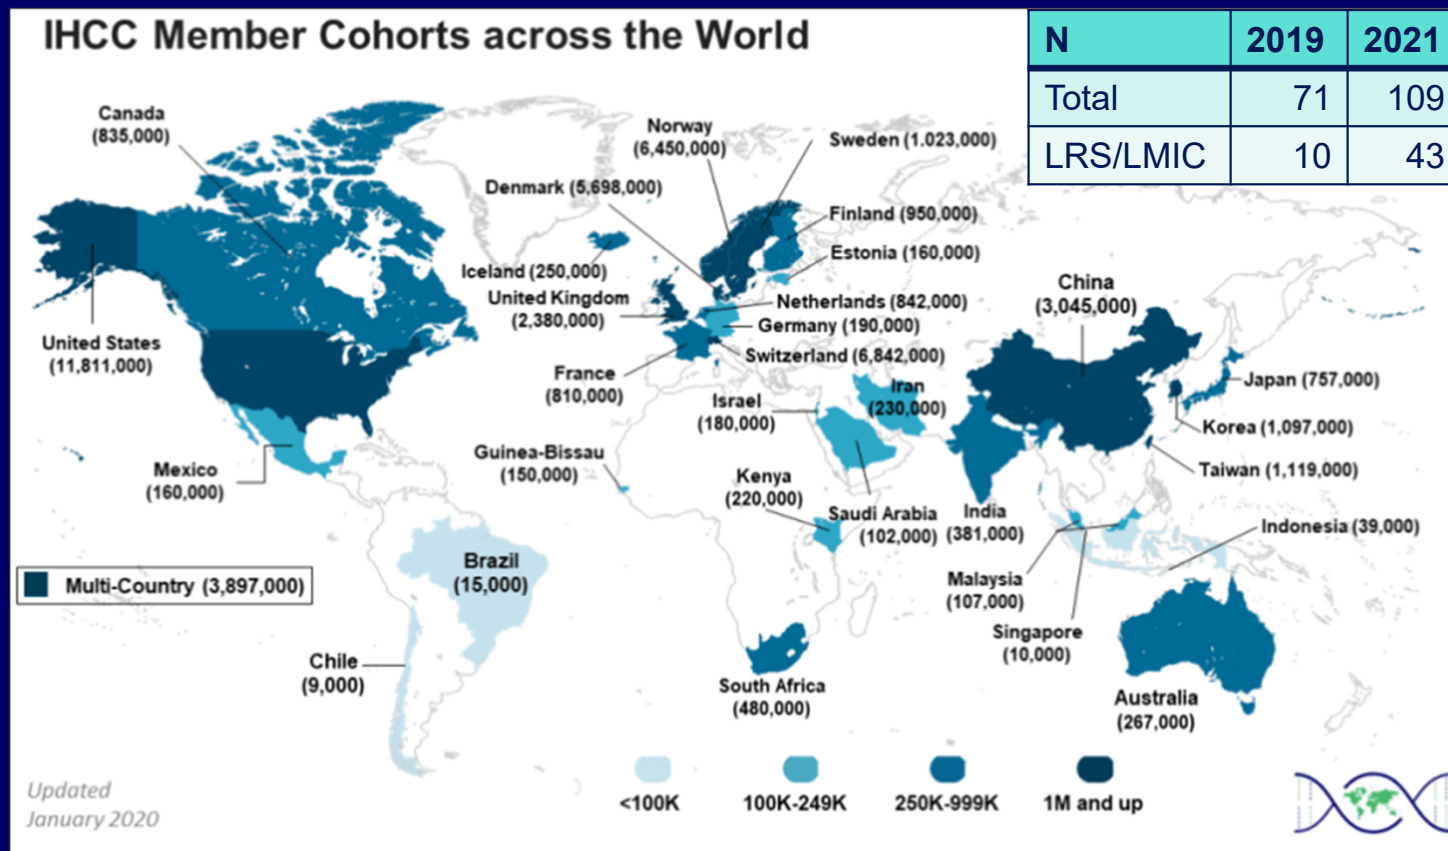 IHCC Member Cohorts across the World
N 2019 2021
Total 71 109
LRS/LMIC 10 43
Canada
(835,000)
Norway
(6,450,000)
Sweden (1.023,000)
Denmark (5,698,000)
Finland (950,000)
Estonia (160,000)
Iceland (250,000)
United Kingdom
(2,380,000)
Netherlands (842,000)
Germany (190,000)
Switzerland (6,842,000)
China
(3,045,000)
United States
(11,811,000)
France
(810,000)
Israel
(180,000)
Iran
(230,000)
Japan (757,000)
Korea (1,097,000)
Taiwan (1,119,000)
Mexico
(160,000)
Guinea-Bissau
(150,000)
Kenya
(220,000)
Saudi Arabia
(102,000)
India
(381,000)
Indonesia (39,000)
Brazil
(15,000)
Multi-Country (3,897,000)
Malaysia
(107,000)
Singapore
(10,000)
Chile
(9,000)
South Africa
(480,000)
Australia
(267,000)
Updated
January 2020
<100K 100K-249K 250K-999K 1M and up